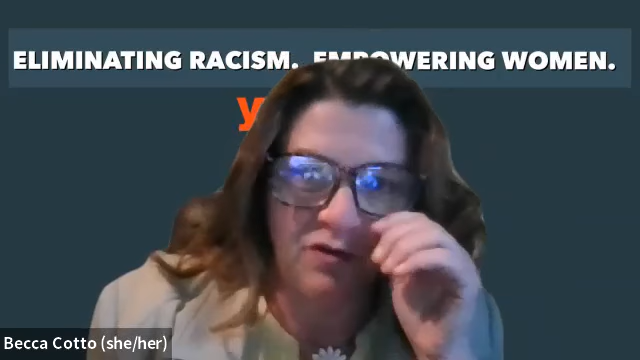 ELIMINATING RACISM. EMPOWERING WOMEN.
y
Becca Cotto (she/her)